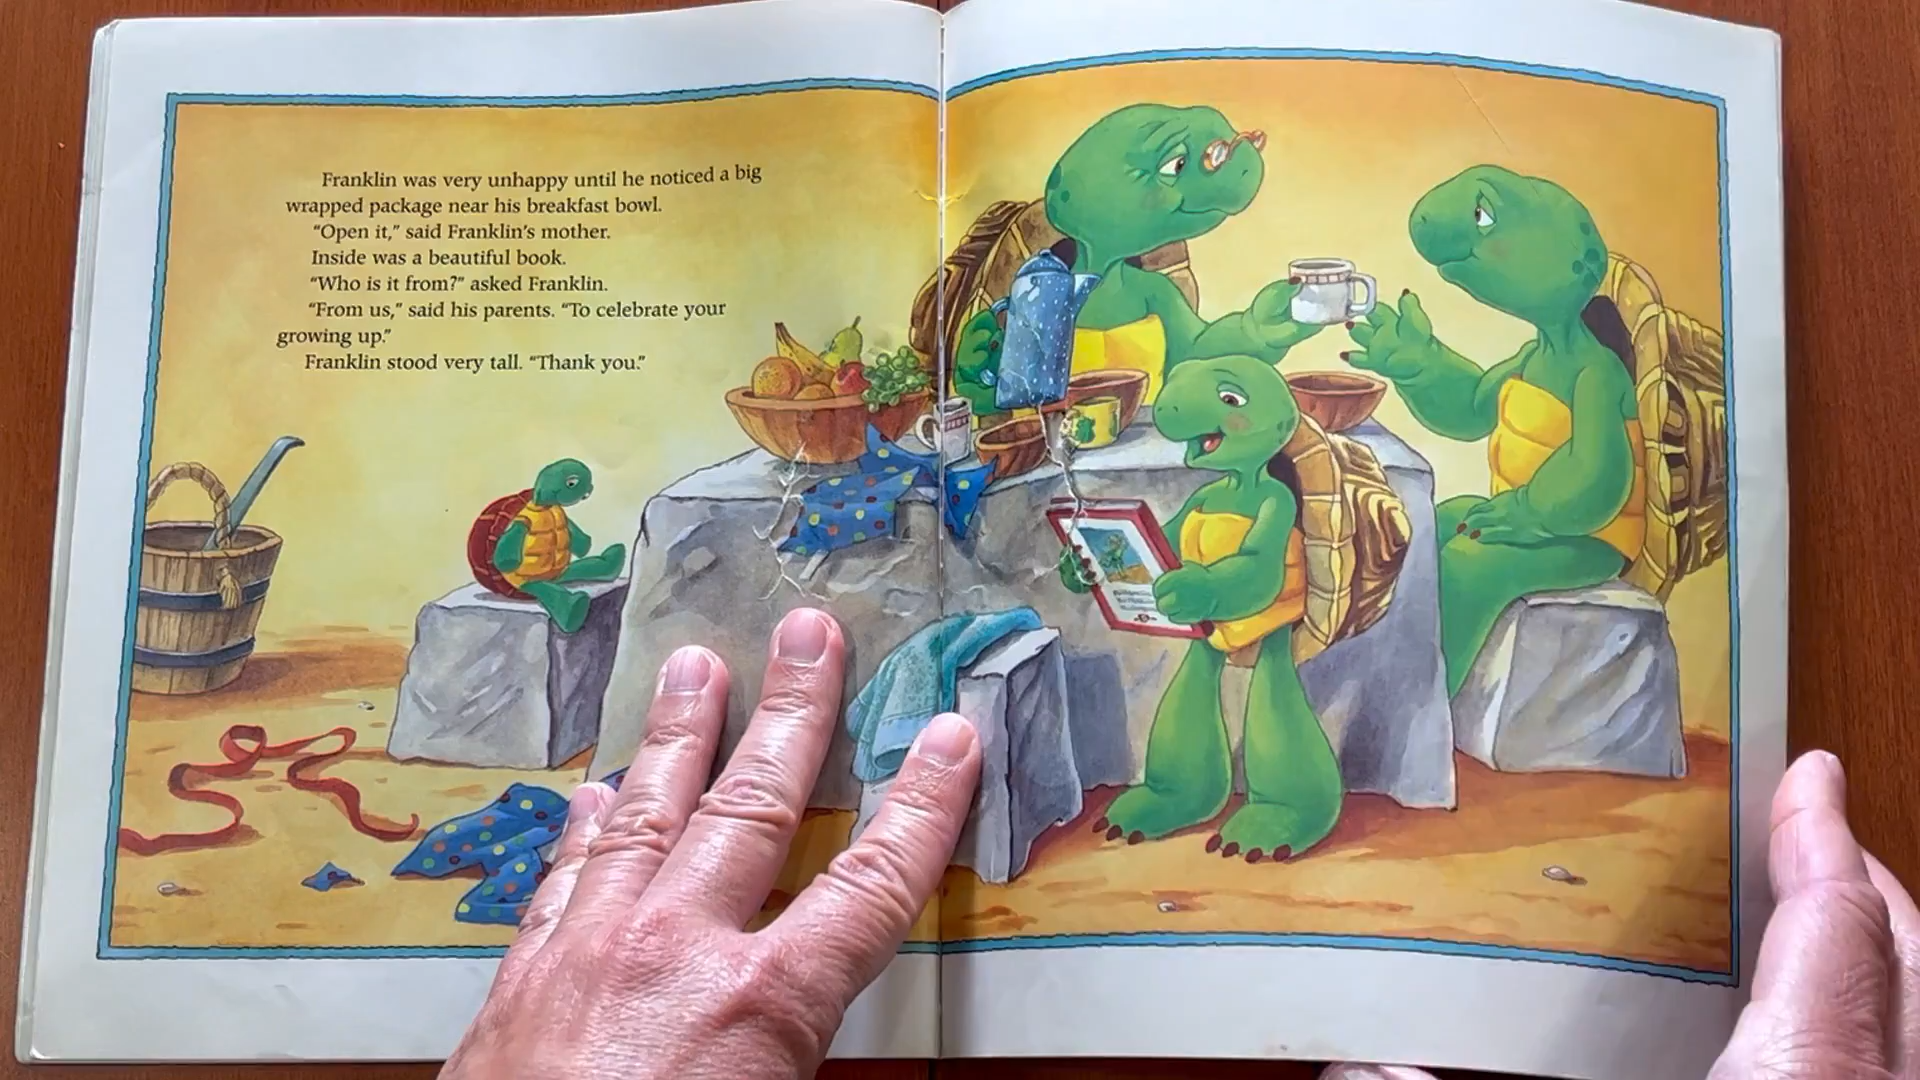 Franklin was very unhappy until he noticed a big
wrapped package near his breakfast bowl.
“Open it,” said Franklin’s mother.
Inside was a beautiful book.
“Who is it from?” asked Franklin.
“From us,” said his parents. “To celebrate your
growing up.”
Franklin stood very tall. “Thank you.”